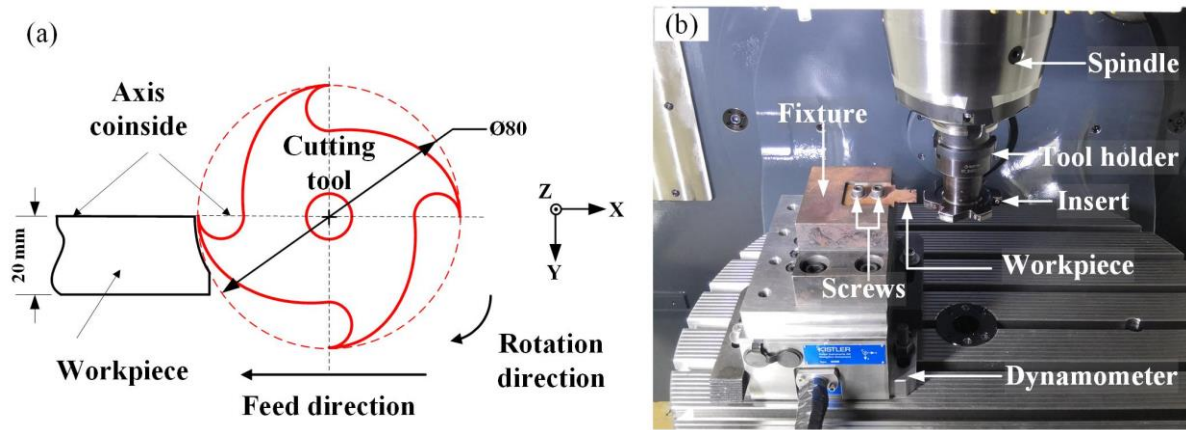 (a)
Axis
coinside
Ø80
Cutting
tool
20 mm
Z
X
Y
Workpiece
Rotation
direction
Feed direction
(b)
Spindle
Fixture
Tool holder
Insert
Workpiece
Screws
KISTLER
Dynamometer